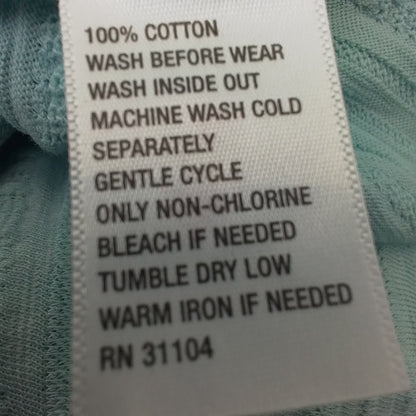 100% COTTON
WASH BEFORE WEAR
WASH INSIDE OUT
MACHINE WASH COLD
SEPARATELY
GENTLE CYCLE
ONLY NON-CHLORINE
BLEACH IF NEEDED
TUMBLE DRY LOW
WARM IRON IF NEEDED
RN 31104